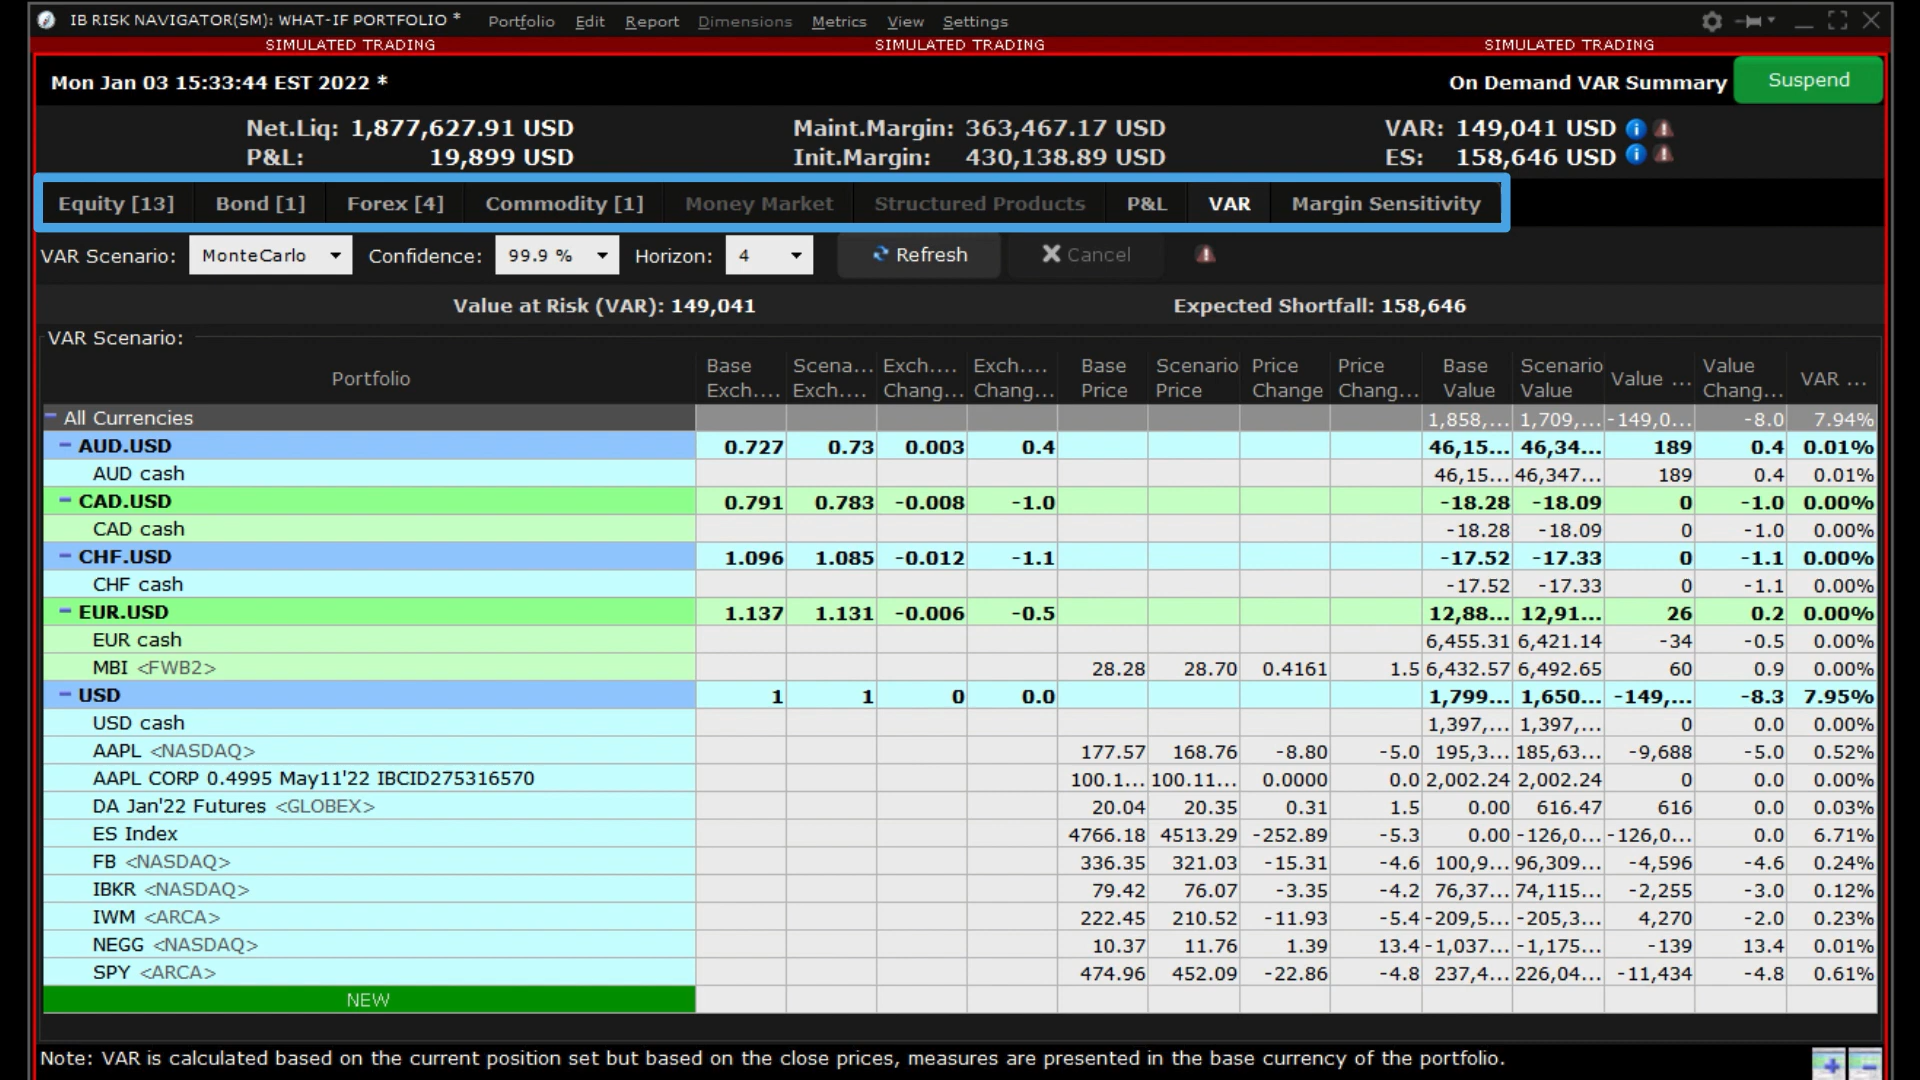 IB RISK NAVIGATOR(SM): WHAT-IF PORTFOLIO * Portfolio Edit Report Dimensions Metrics View Settings
SIMULATED TRADING SIMULATED TRADING SIMULATED TRADING
Mon Jan 03 15:33:44 EST 2022 * On Demand VAR Summary Suspend
Net.Liq: 1,877,627.91 USD Maint.Margin: 363,467.17 USD VAR: 149,041 USD
P&L: 19,899 USD Init.Margin: 430,138.89 USD ES: 158,646 USD
Equity [13] Bond [1] Forex [4] Commodity [1] Money Market Structured Products P&L VAR Margin Sensitivity
VAR Scenario: MonteCarlo Confidence: 99.9 % Horizon: 4 Refresh Cancel
Value at Risk (VAR): 149,041 Expected Shortfall: 158,646
VAR Scenario:
Portfolio Base Exch.... Scena... Exch.... Exch.... Chang... Exch.... Chang... Base Price Scenario Price Price Change Price Chang... Base Value Scenario Value Value ... Value Chang... VAR ...
All Currencies 1,858,... 1,709,... -149,0... -8.0 7.94%
AUD.USD 0.727 0.73 0.003 0.4 46,15... 46,34... 189 0.4 0.01%
AUD cash 46,15... 46,347... 189 0.4 0.01%
CAD.USD 0.791 0.783 -0.008 -1.0 -18.28 -18.09 0 -1.0 0.00%
CAD cash -18.28 -18.09 0 -1.0 0.00%
CHF.USD 1.096 1.085 -0.012 -1.1 -17.52 -17.33 0 -1.1 0.00%
CHF cash -17.52 -17.33 0 -1.1 0.00%
EUR.USD 1.137 1.131 -0.006 -0.5 12,88... 12,91... 26 0.2 0.00%
EUR cash 6,455.31 6,421.14 -34 -0.5 0.00%
MBI <FWB2> 28.28 28.70 0.4161 1.5 6,432.57 6,492.65 60 0.9 0.00%
USD 1 1 0 0.0 1,799... 1,650... -149,... -8.3 7.95%
USD cash 1,397,... 1,397,... 0 0.0 0.00%
AAPL <NASDAQ> 177.57 168.76 -8.80 -5.0 195,3... 185,63... -9,688 -5.0 0.52%
AAPL CORP 0.4995 May11'22 IBCID275316570 100.1... 100.11... 0.0000 0.0 2,002.24 2,002.24 0 0.0 0.00%
DA Jan'22 Futures <GLOBEX> 20.04 20.35 0.31 1.5 0.00 616.47 616 0.0 0.03%
ES Index 4766.18 4513.29 -252.89 -5.3 0.00 -126,0... -126,0... 0.0 6.71%
FB <NASDAQ> 336.35 321.03 -15.31 -4.6 100,9... 96,309... -4,596 -4.6 0.24%
IBKR <NASDAQ> 79.42 76.07 -3.35 -4.2 76,37... 74,115... -2,255 -3.0 0.12%
IWM <ARCA> 222.45 210.52 -11.93 -5.4 -209,5... -205,3... 4,270 -2.0 0.23%
NEGG <NASDAQ> 10.37 11.76 1.39 13.4 -1,037... -1,175... -139 13.4 0.01%
SPY <ARCA> 474.96 452.09 -22.86 -4.8 237,4... 226,04... -11,434 -4.8 0.61%
NEW
Note: VAR is calculated based on the current position set but based on the close prices, measures are presented in the base currency of the portfolio.